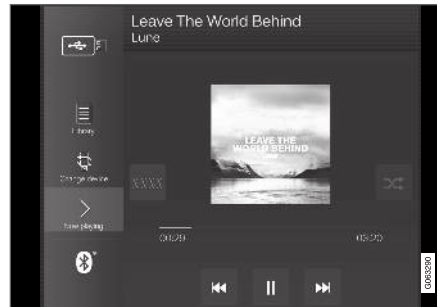 Leave The World Behind
Lune
Library
Change device
Now playing
LEAVE THE
WORLD BEHIND
XXXX
00:29
03:20
G063290